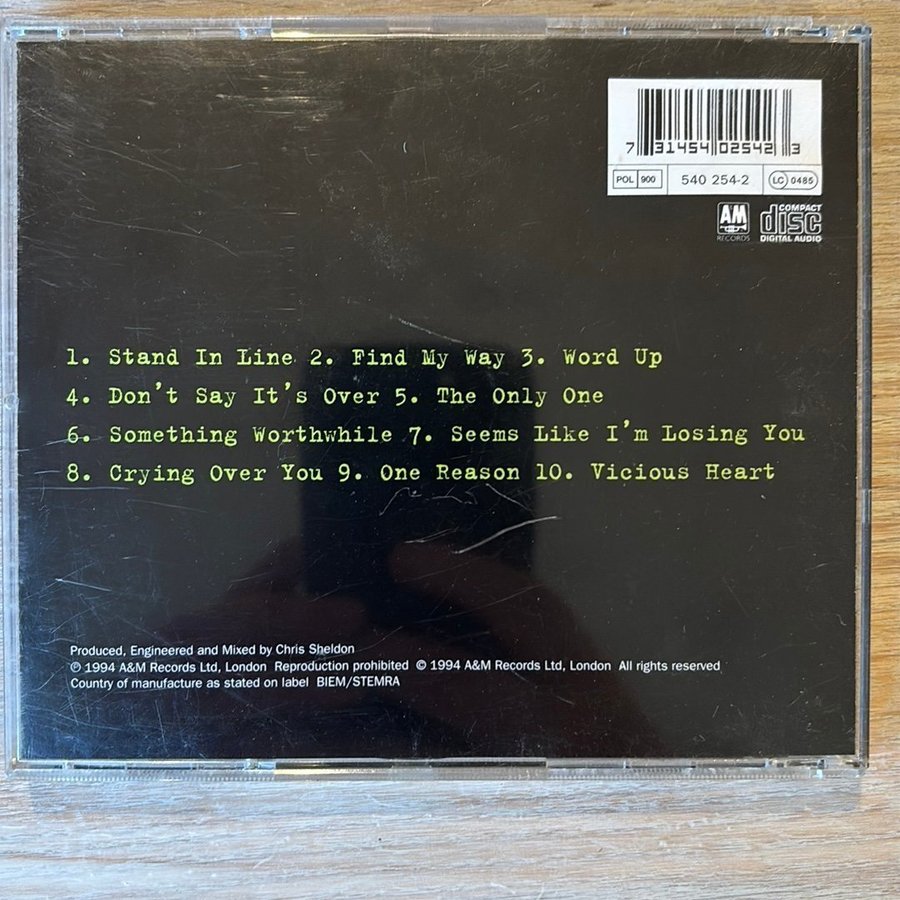 7 31454 02542 3
POL 900 540 254-2 LC 0485
AM RECORDS COMPACT disc DIGITAL AUDIO
1. Stand In Line 2. Find My Way 3. Word Up
4. Don't Say It's Over 5. The Only One
6. Something Worthwhile 7. Seems Like I'm Losing You
8. Crying Over You 9. One Reason 10. Vicious Heart
Produced, Engineered and Mixed by Chris Sheldon
℗ 1994 A&M Records Ltd, London Reproduction prohibited © 1994 A&M Records Ltd, London All rights reserved
Country of manufacture as stated on label BIEM/STEMRA